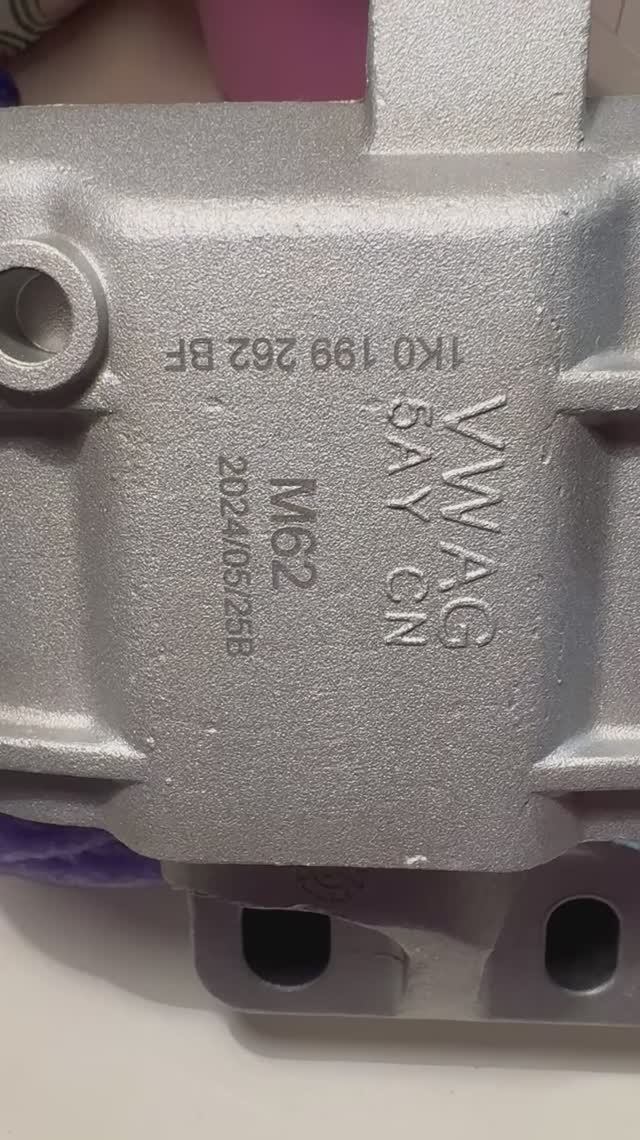 1K0 199 262 BF
VWAG
5AY CN
M62
2024/05/25B